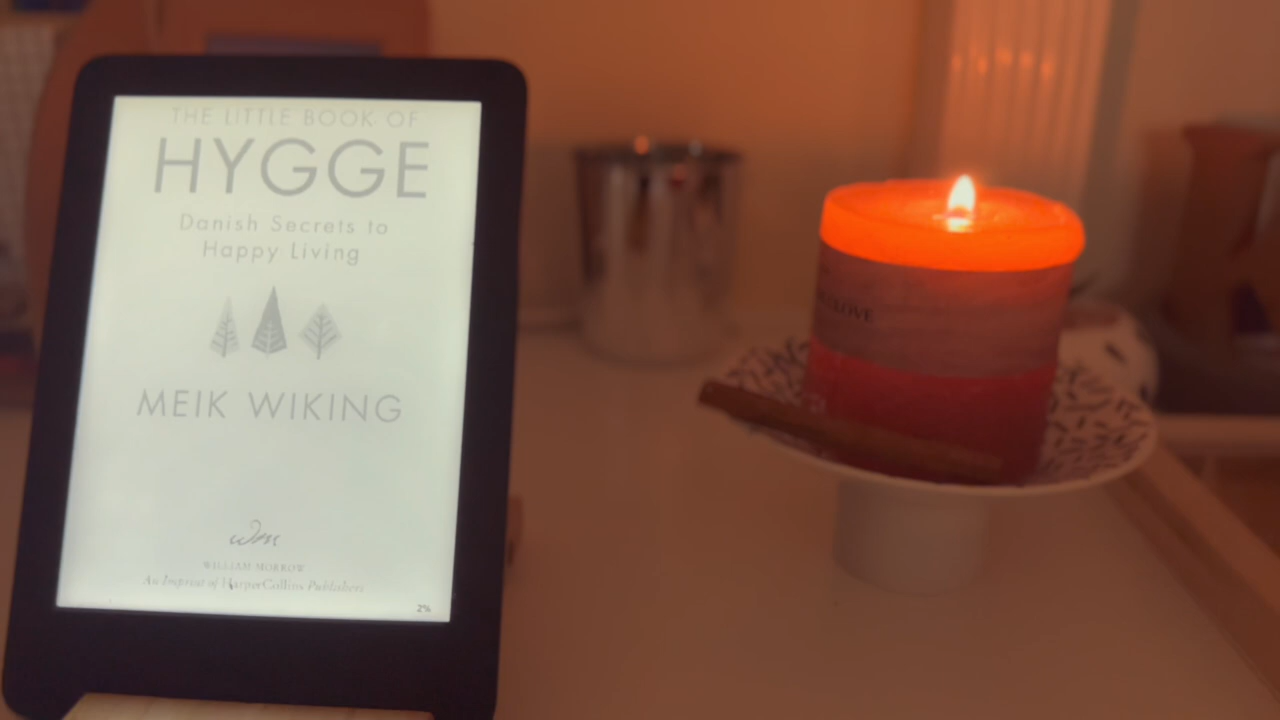 THE LITTLE BOOK OF
HYGGE
Danish Secrets to
Happy Living
MEIK WIKING
Wm
WILLIAM MORROW
An Imprint of HarperCollins Publishers
2%